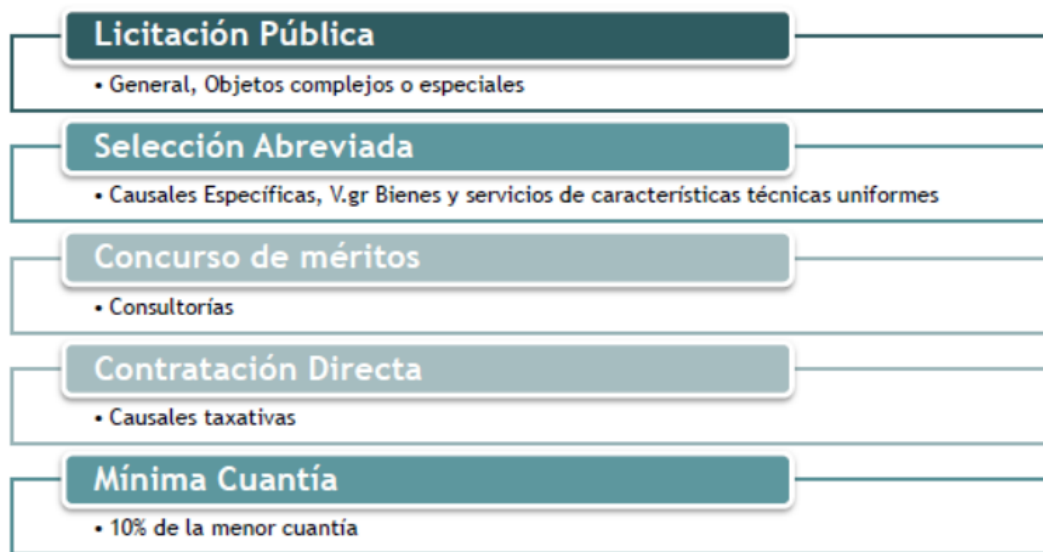 Licitación Pública
• General, Objetos complejos o especiales
Selección Abreviada
• Causales Específicas, V.gr Bienes y servicios de características técnicas uniformes
Concurso de méritos
• Consultorías
Contratación Directa
• Causales taxativas
Mínima Cuantía
• 10% de la menor cuantía